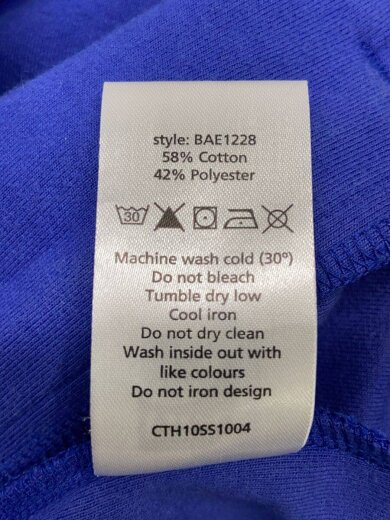 style: BAE1228
58% Cotton
42% Polyester
30
Machine wash cold (30°)
Do not bleach
Tumble dry low
Cool iron
Do not dry clean
Wash inside out with
like colours
Do not iron design
CTH10SS1004